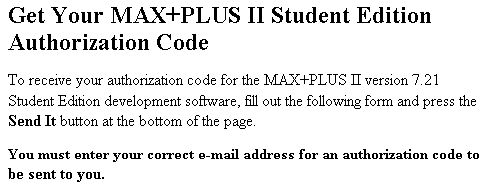 Get Your MAX+PLUS II Student Edition
Authorization Code
To receive your authorization code for the MAX+PLUS II version 7.21
Student Edition development software, fill out the following form and press the
Send It button at the bottom of the page.
You must enter your correct e-mail address for an authorization code to
be sent to you.